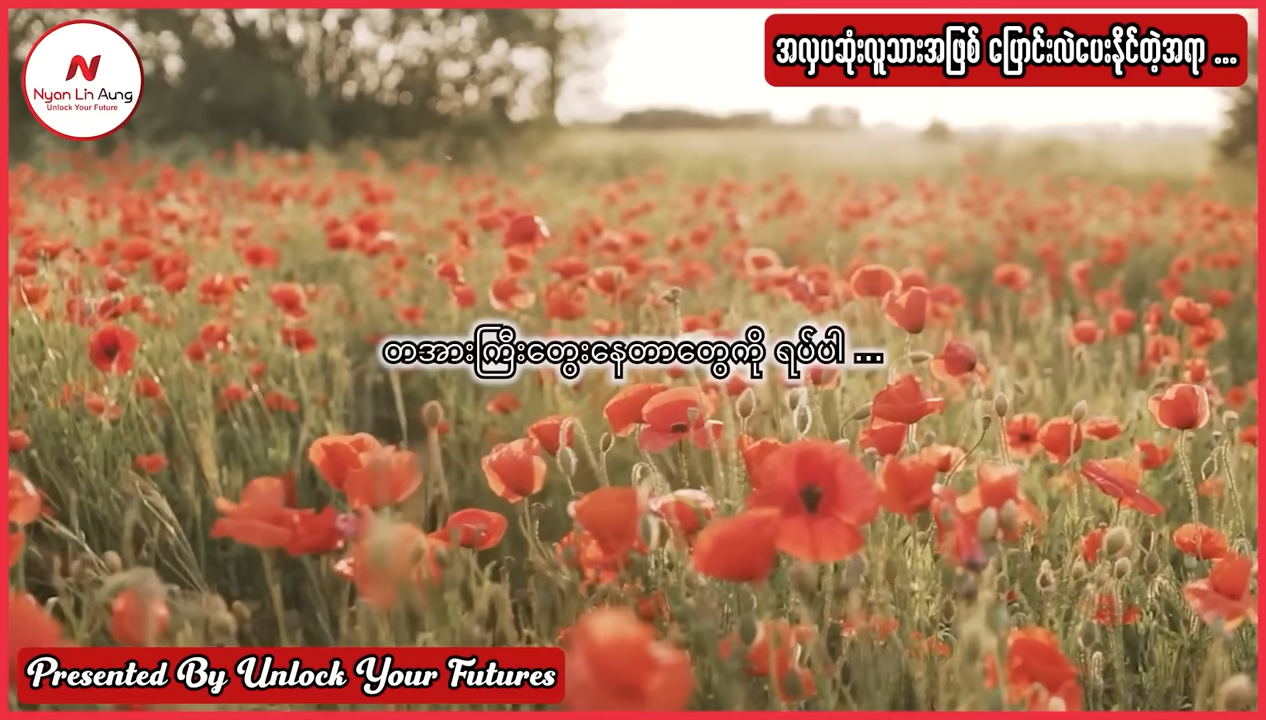 Nyan Lin Aung
Unlock Your Future
အလှပဆုံးလူသားအဖြစ် ပြောင်းလဲပေးနိုင်တဲ့အရာ ...
တအားကြီးတွေးနေတာတွေကို ရပ်ပါ ...
Presented By Unlock Your Futures